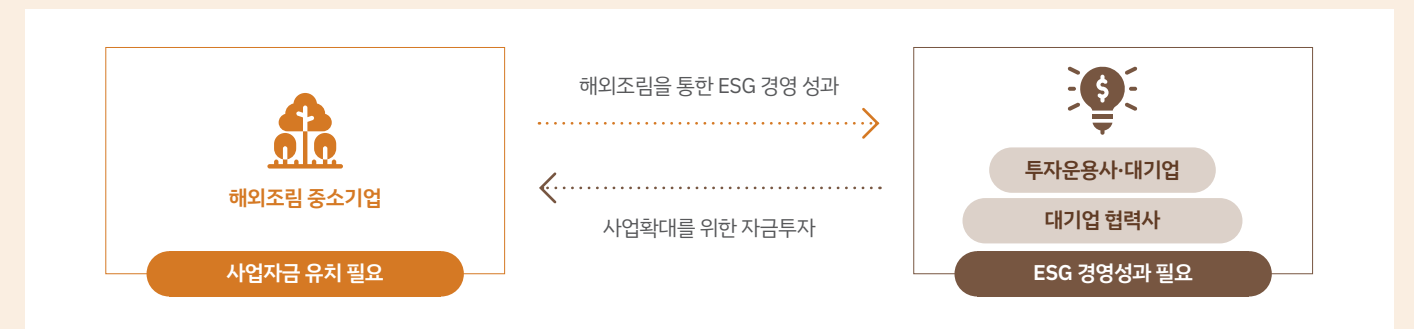 해외조림 중소기업
사업자금 유치 필요
해외조림을 통한 ESG 경영 성과
사업확대를 위한 자금투자
$
투자운용사·대기업
대기업 협력사
ESG 경영성과 필요